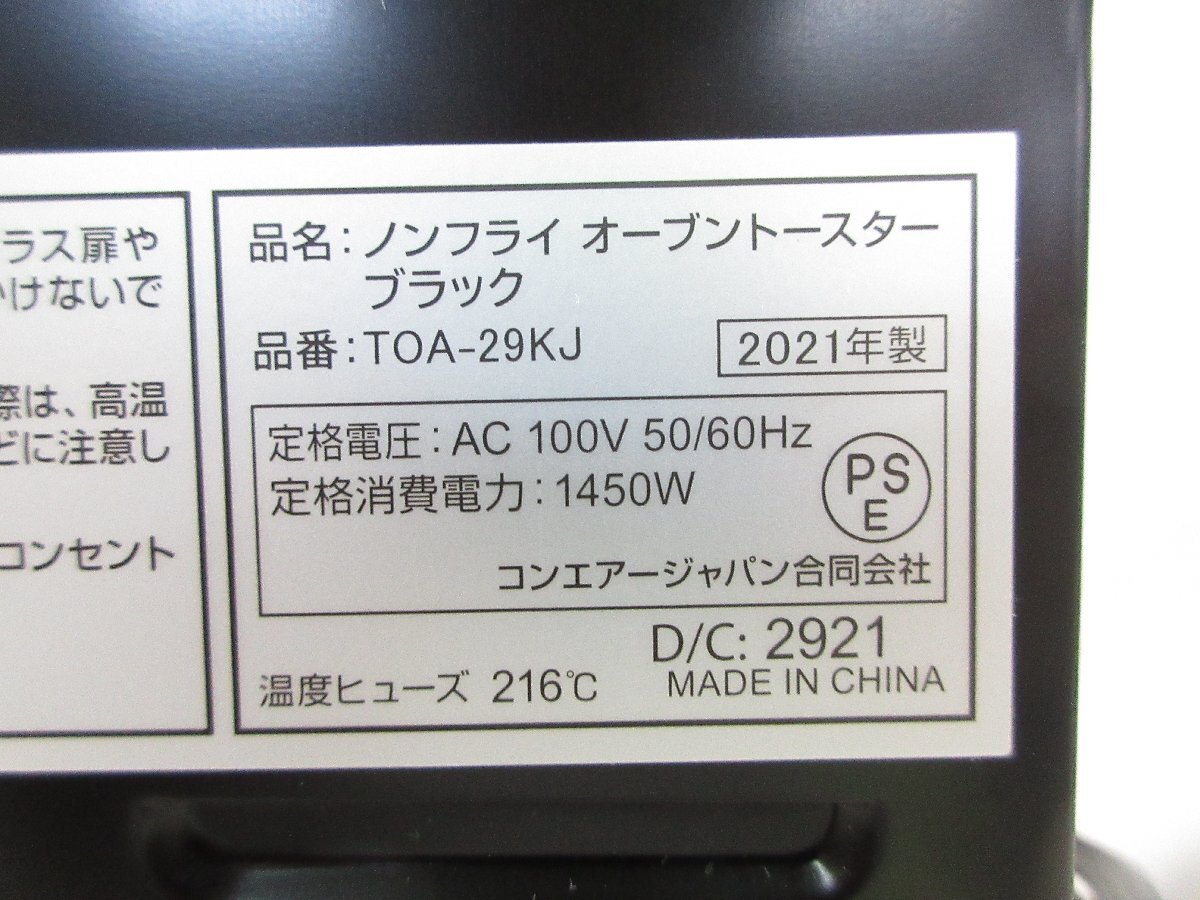 ラス扉や
けないで
際は、高温
どに注意し
コンセント
品名：ノンフライ オーブントースター
ブラック
品番：TOA-29KJ
2021年製
定格電圧：AC 100V 50/60Hz
定格消費電力：1450W
PS
E
コンエアージャパン合同会社
D/C: 2921
温度ヒューズ 216℃
MADE IN CHINA